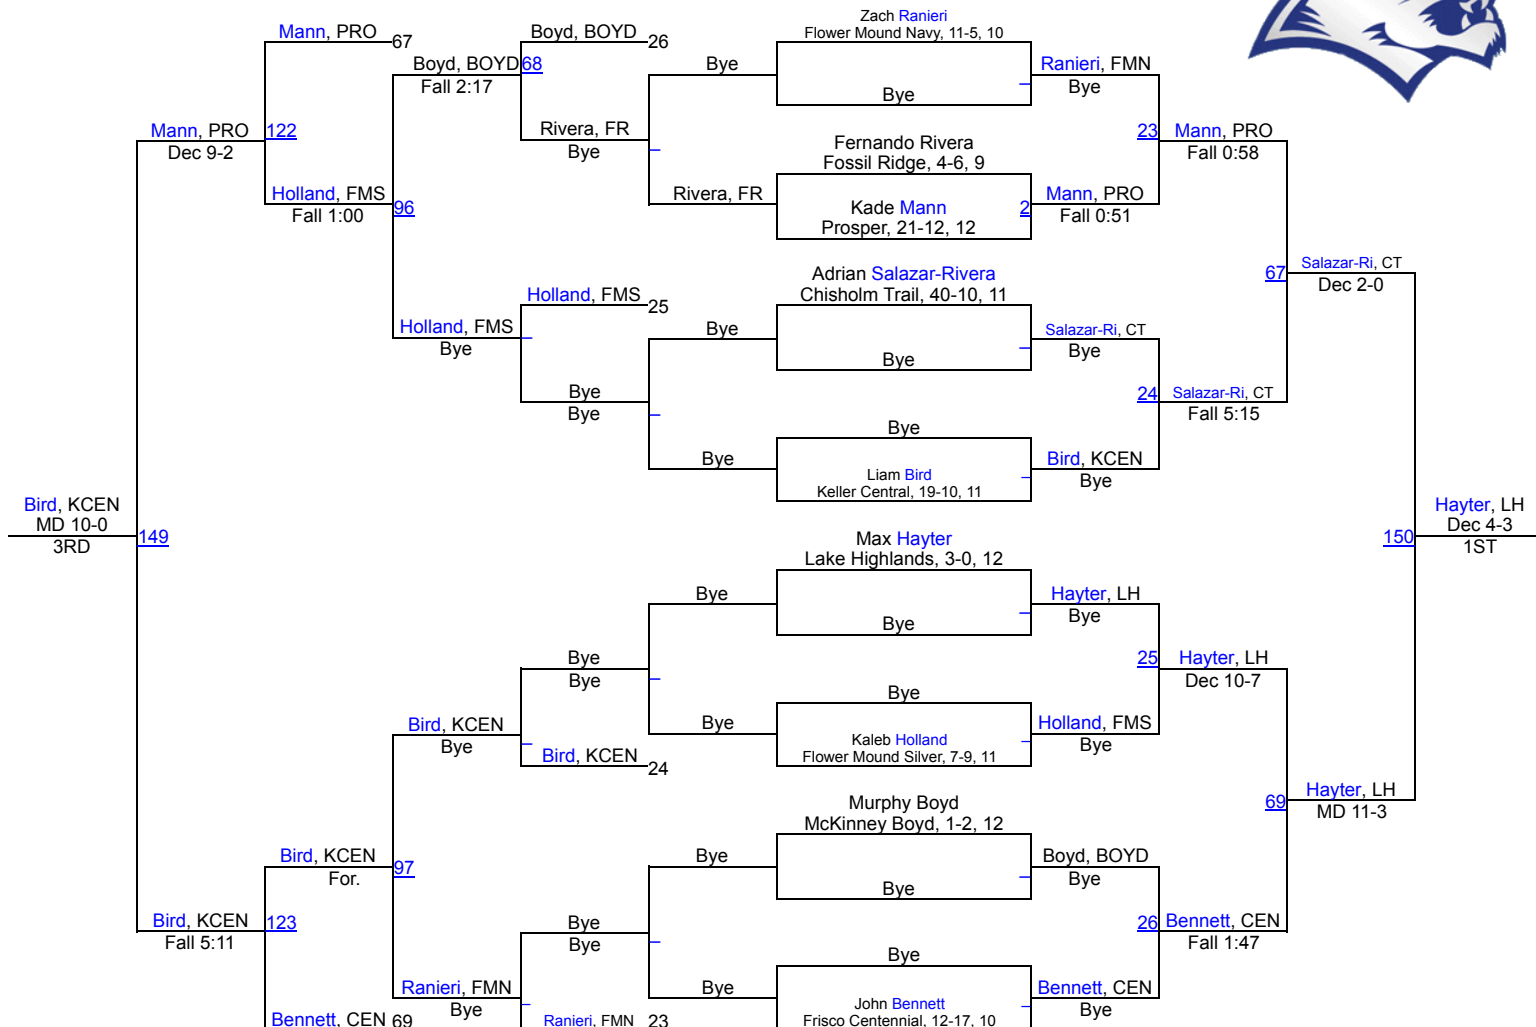 Mann, PRO
67
Boyd, BOYD
26
Zach Ranieri
Flower Mound Navy, 11-5, 10
Boyd, BOYD
68
Fall 2:17
Bye
Ranieri, FMN
Bye
Bye
Mann, PRO
122
Dec 9-2
Rivera, FR
Bye
23
Mann, PRO
Fall 0:58
Fernando Rivera
Fossil Ridge, 4-6, 9
Holland, FMS
Fall 1:00
96
Rivera, FR
Kade Mann
Prosper, 21-12, 12
2
Mann, PRO
Fall 0:51
Adrian Salazar-Rivera
Chisholm Trail, 40-10, 11
67
Salazar-Ri, CT
Dec 2-0
Holland, FMS
25
Holland, FMS
Bye
Bye
Bye
Salazar-Ri, CT
Bye
Bye
Bye
24
Salazar-Ri, CT
Fall 5:15
Bye
Bye
Liam Bird
Keller Central, 19-10, 11
Bird, KCEN
Bye
Bird, KCEN
MD 10-0
3RD
149
Max Hayter
Lake Highlands, 3-0, 12
150
Hayter, LH
Dec 4-3
1ST
Bye
Bye
Hayter, LH
Bye
Bye
Bye
25
Hayter, LH
Dec 10-7
Bye
Bird, KCEN
Bye
Bye
Kaleb Holland
Flower Mound Silver, 7-9, 11
Holland, FMS
Bye
Bird, KCEN
24
Murphy Boyd
McKinney Boyd, 1-2, 12
69
Hayter, LH
MD 11-3
Bird, KCEN
For.
97
Bye
Bye
Boyd, BOYD
Bye
Bird, KCEN
123
Fall 5:11
Bye
Bye
26
Bennett, CEN
Fall 1:47
Bye
Ranieri, FMN
Bye
Bye
John Bennett
Frisco Centennial, 12-17, 10
Bennett, CEN
Bye
Bennett, CEN
69
Ranieri, FMN
23